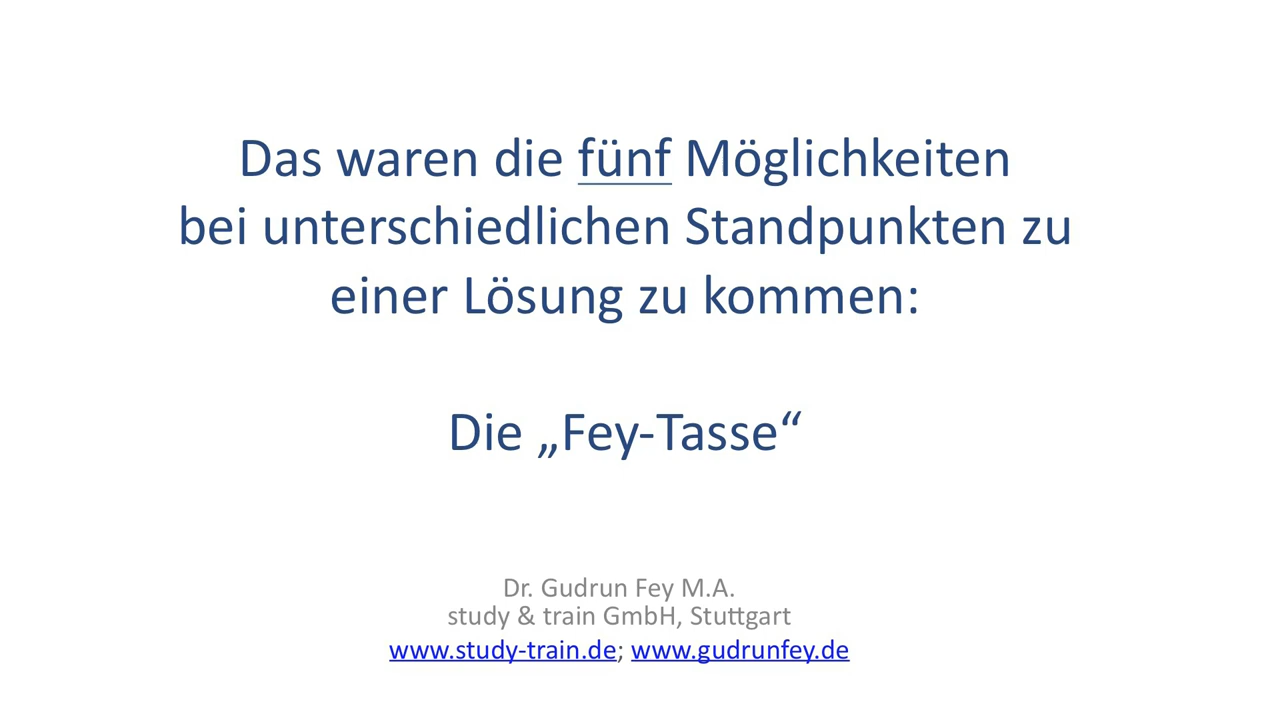 Das waren die fünf Möglichkeiten
bei unterschiedlichen Standpunkten zu
einer Lösung zu kommen:
Die „Fey-Tasse“
Dr. Gudrun Fey M.A.
study & train GmbH, Stuttgart
www.study-train.de; www.gudrunfey.de